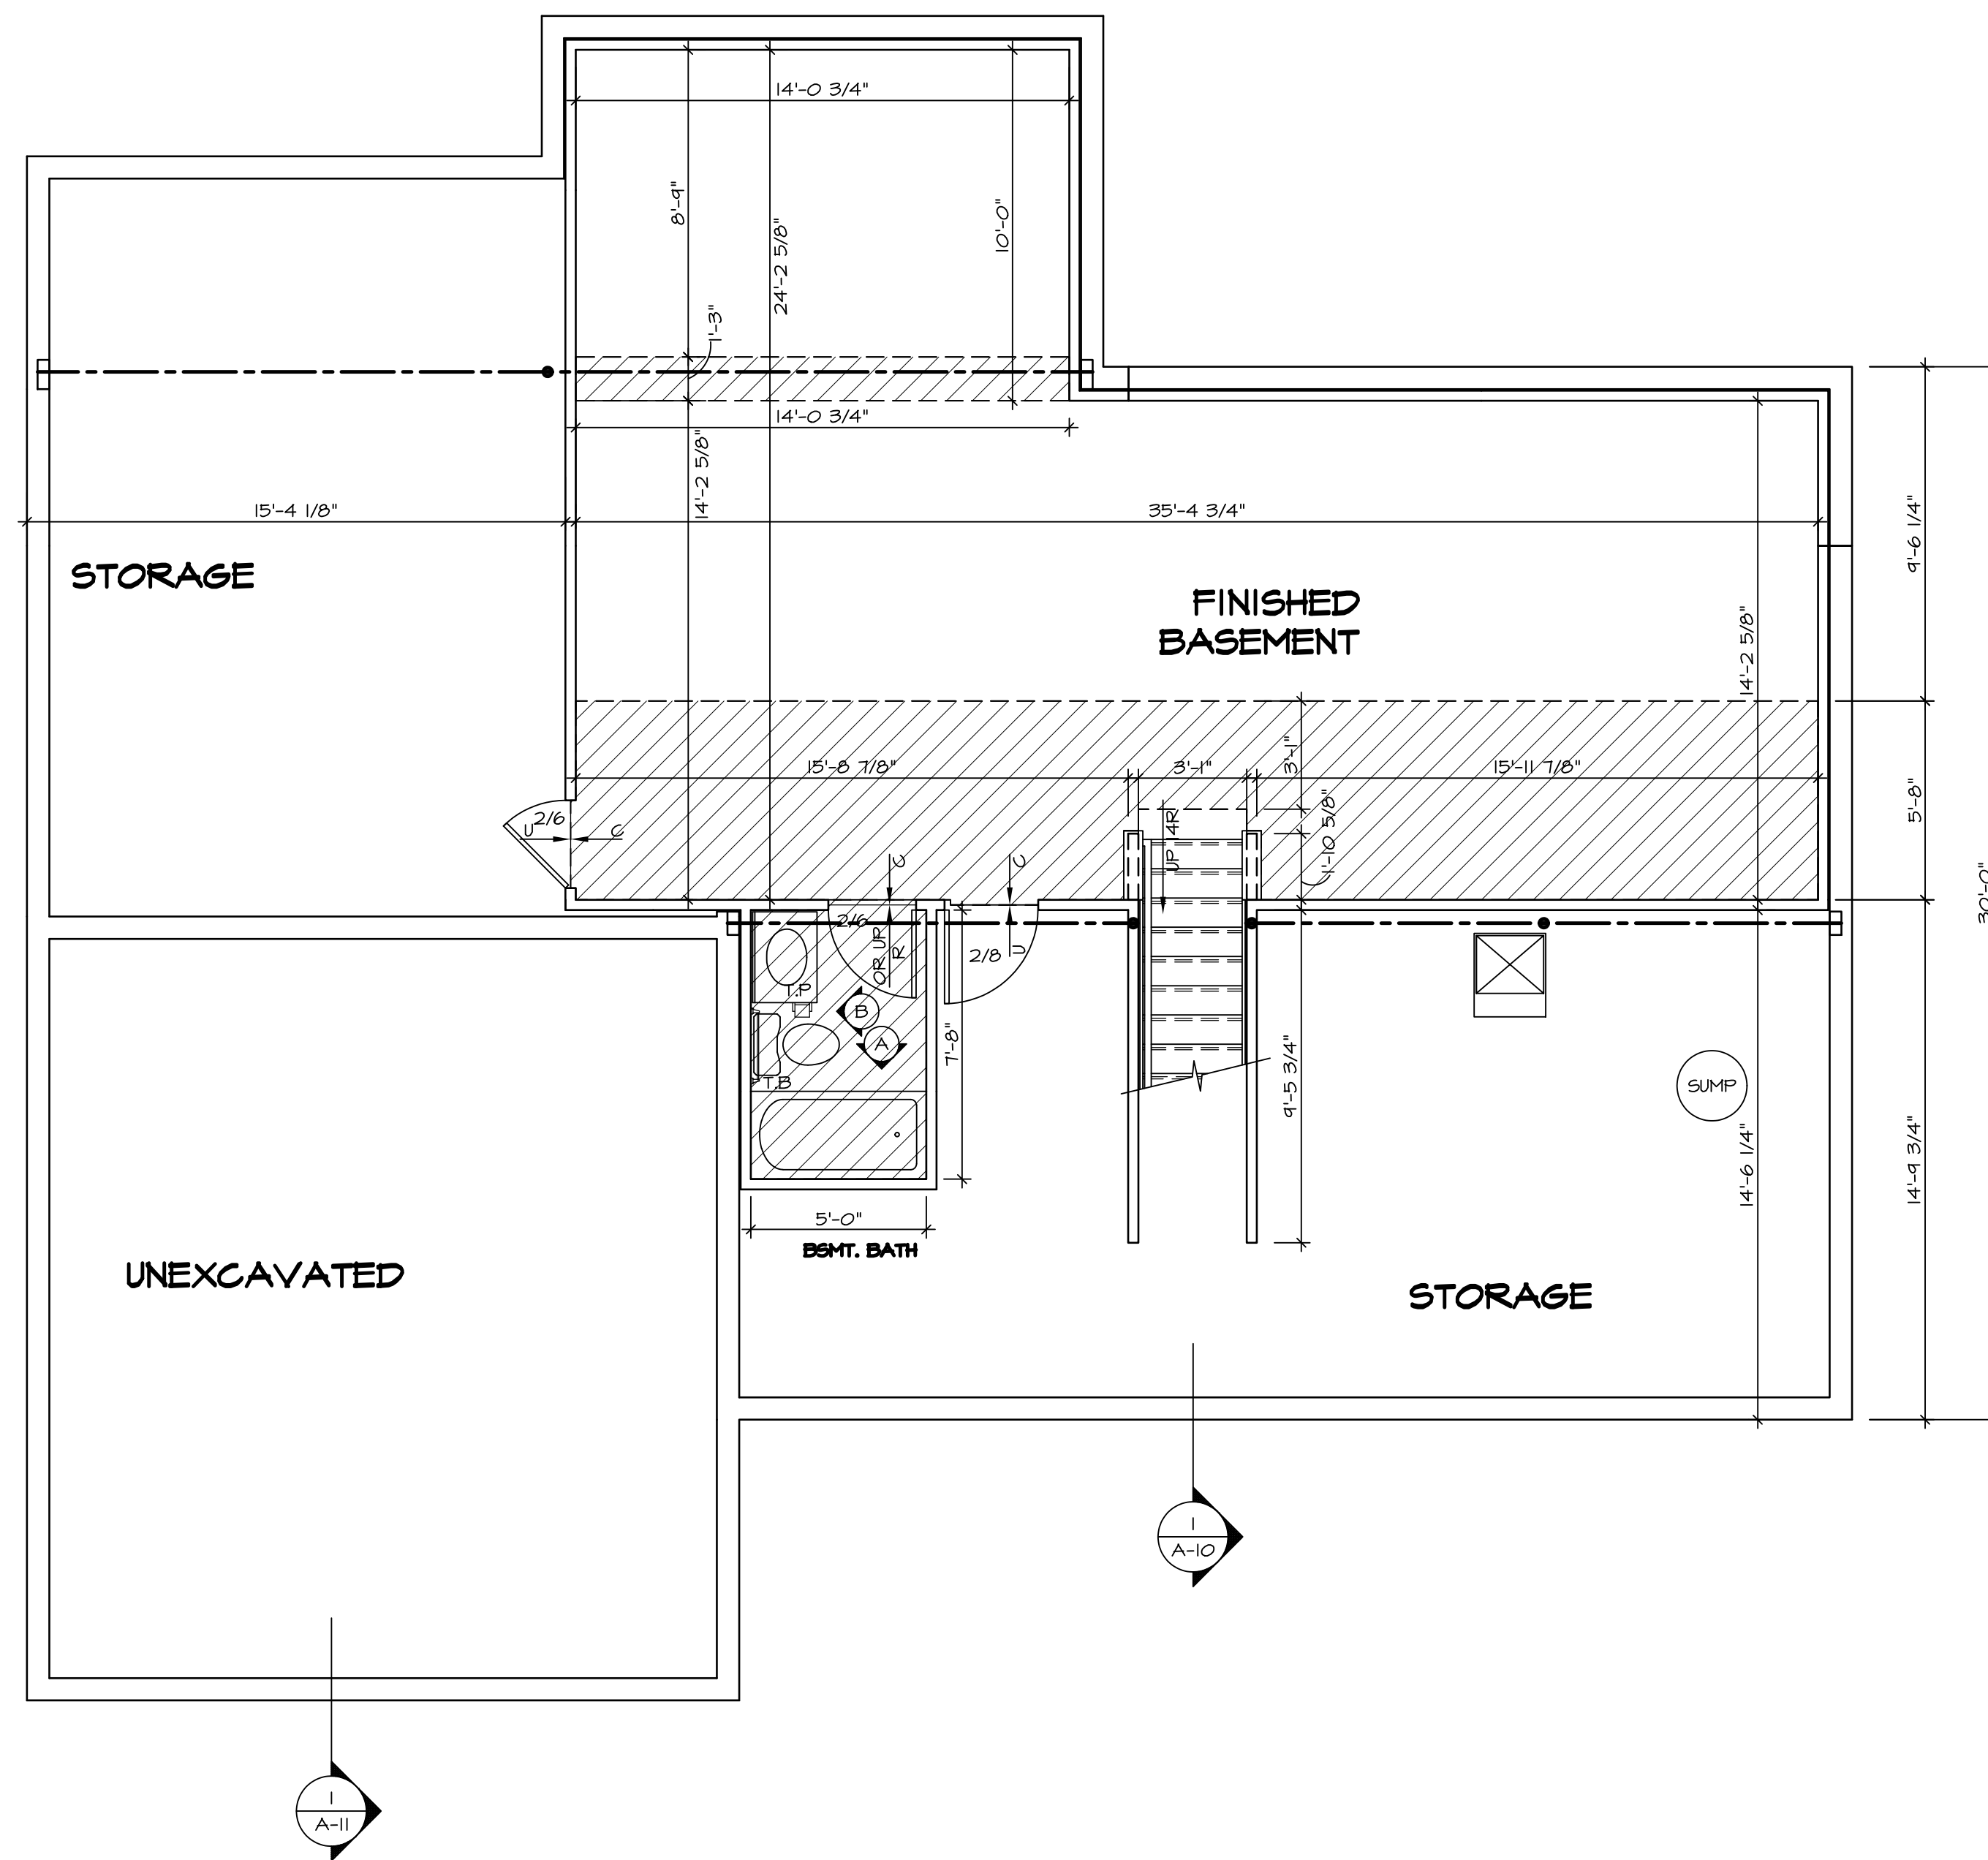 14'-0 3/4"
8'-9"
24'-2 5/8"
10'-0"
1'-3"
14'-0 3/4"
14'-2 5/8"
15'-4 1/8"
35'-4 3/4"
9'-6 1/4"
STORAGE
FINISHED
BASEMENT
14'-2 5/8"
15'-8 7/8"
3'-1"
3'-1"
15'-11 7/8"
5'-8"
2/6
U
C
C
C
UP 14R
1'-10 5/8"
30'-0"
2/6
OR UP
R
2/8
U
T.P
B
A
7'-8"
T.B
9'-5 3/4"
SUMP
14'-6 1/4"
14'-9 3/4"
5'-0"
BSMT. BATH
UNEXCAVATED
STORAGE
1
A-10
1
A-11